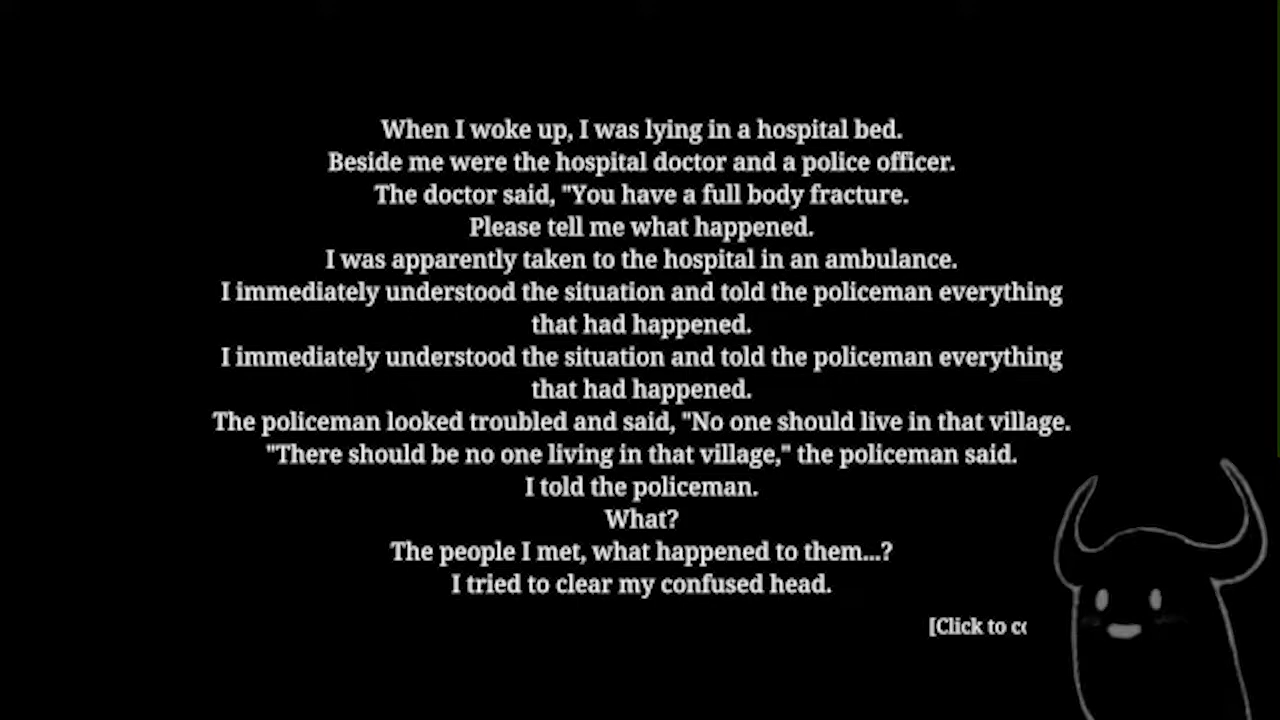 When I woke up, I was lying in a hospital bed.
Beside me were the hospital doctor and a police officer.
The doctor said, "You have a full body fracture.
Please tell me what happened.
I was apparently taken to the hospital in an ambulance.
I immediately understood the situation and told the policeman everything
that had happened.
I immediately understood the situation and told the policeman everything
that had happened.
The policeman looked troubled and said, "No one should live in that village.
"There should be no one living in that village," the policeman said.
I told the policeman.
What?
The people I met, what happened to them...?
I tried to clear my confused head.
[Click to